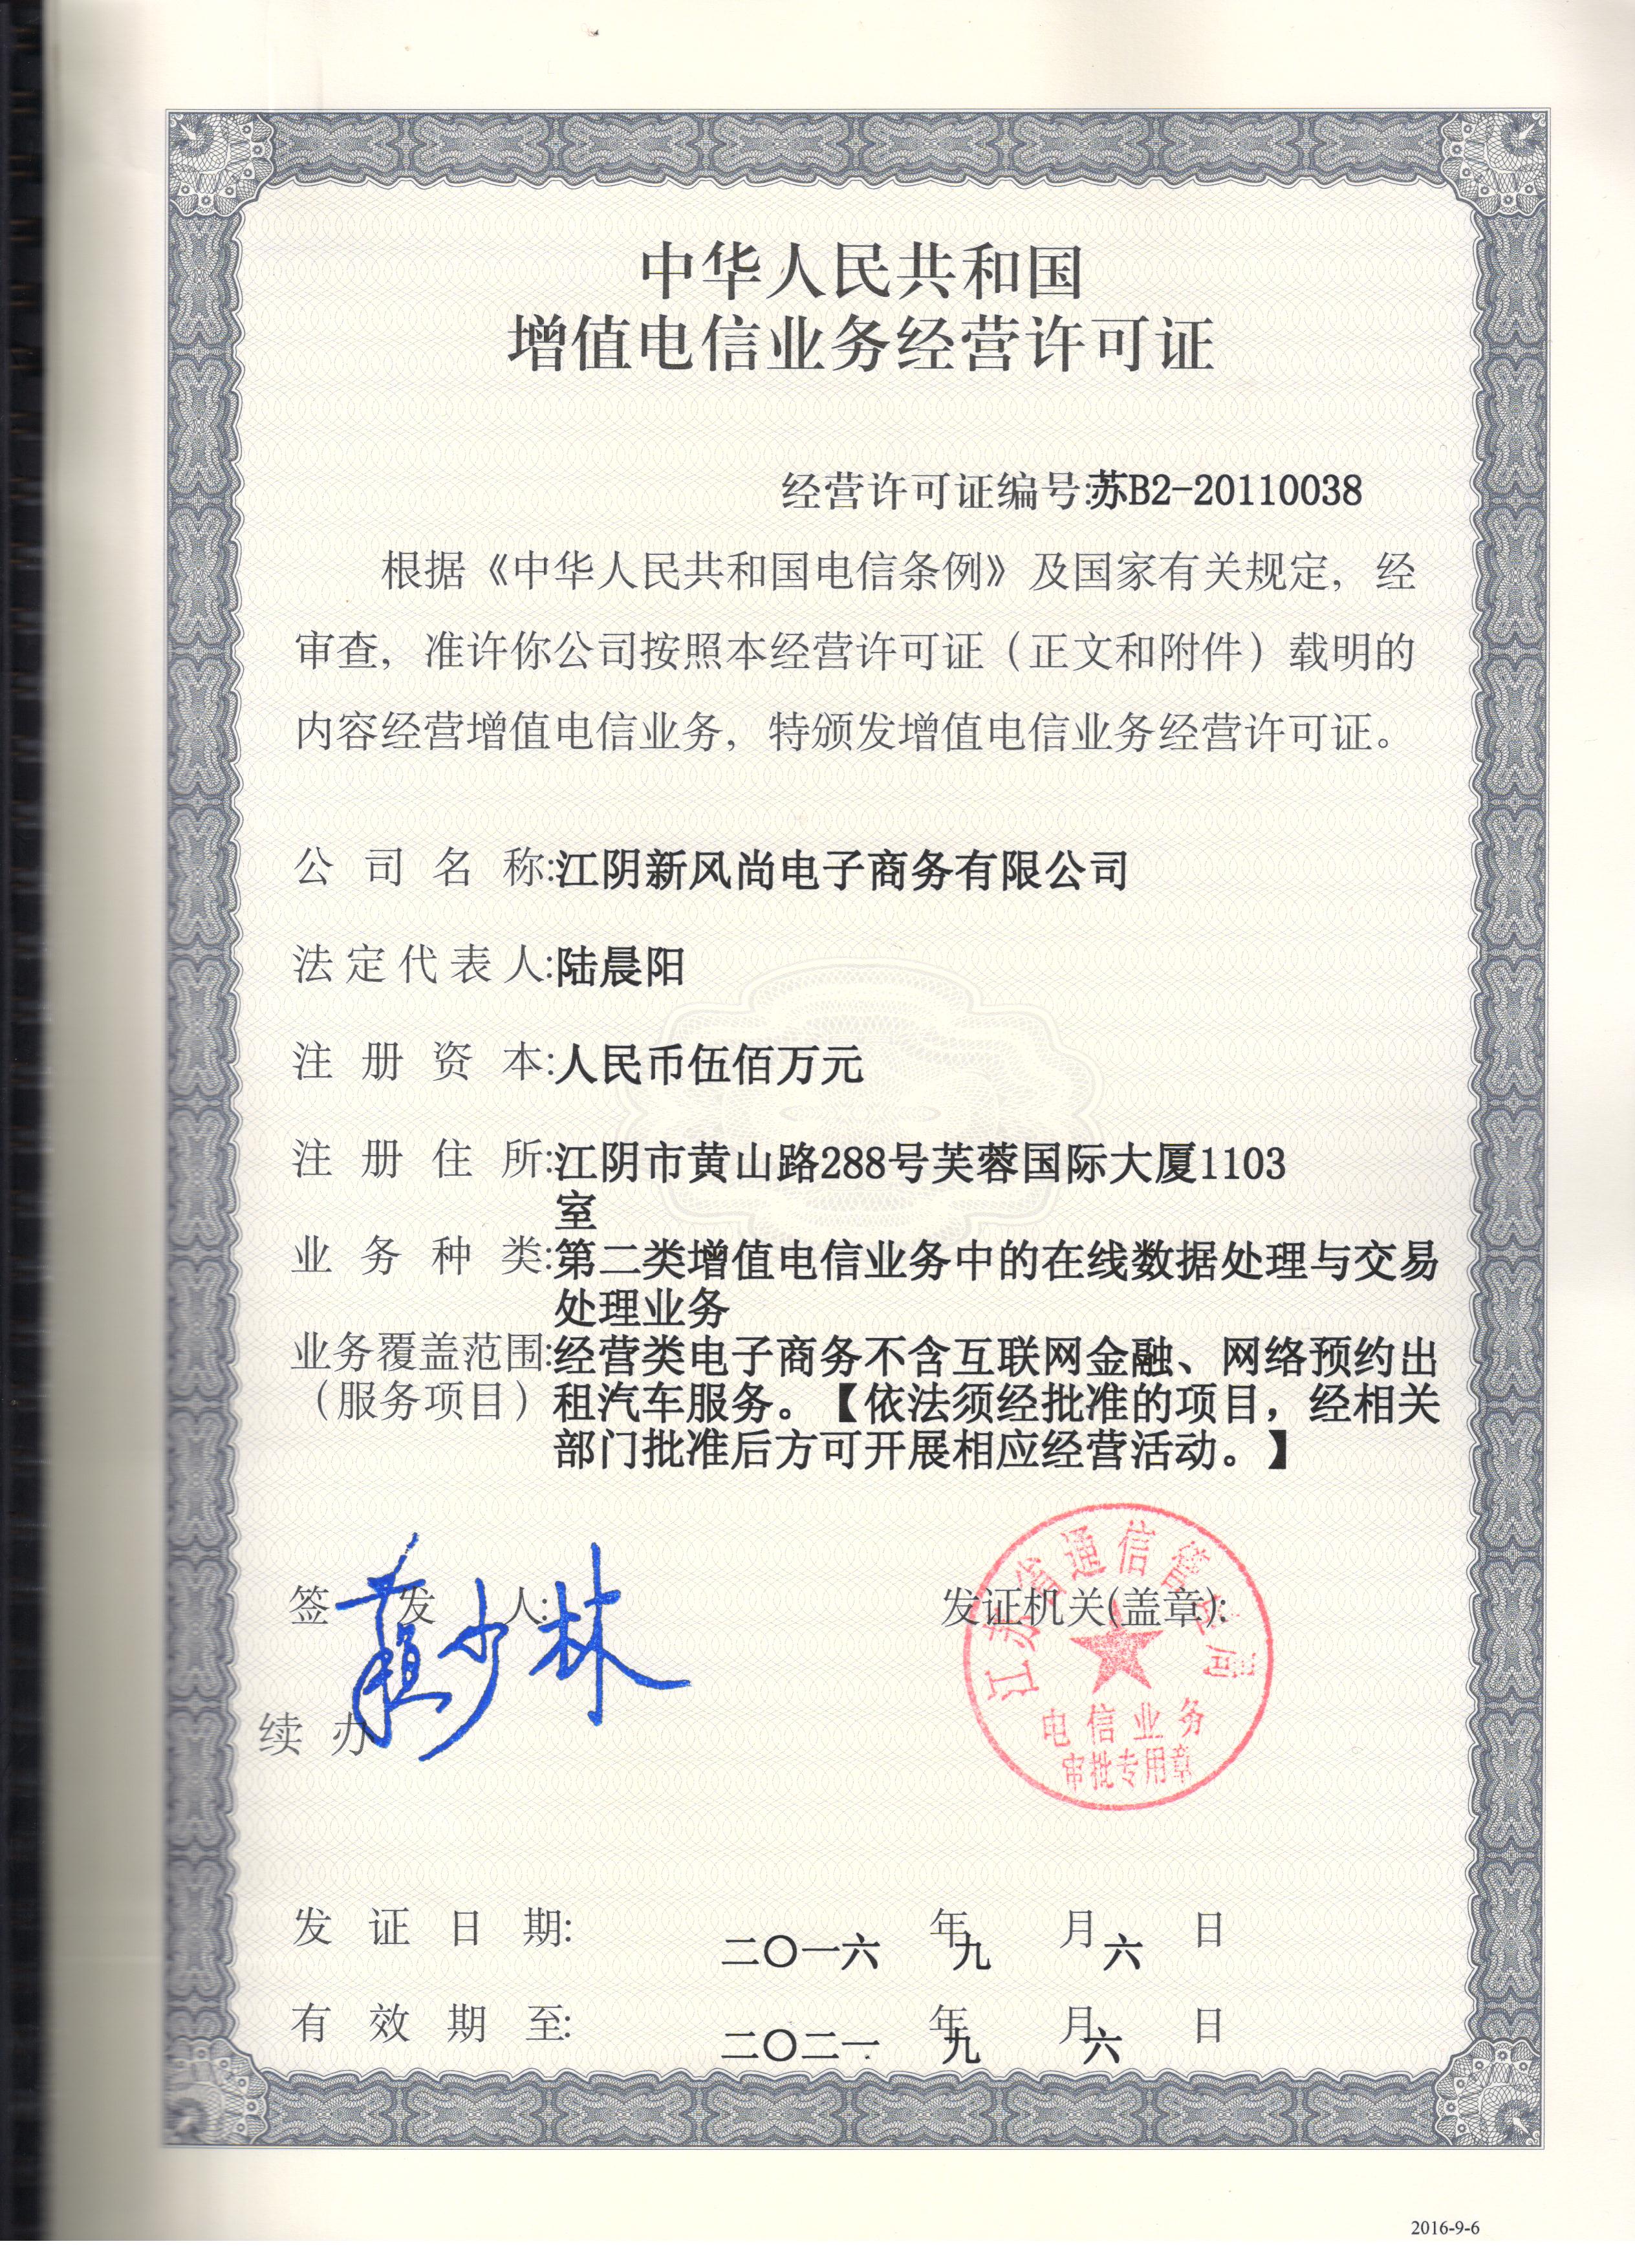 中华人民共和国
增值电信业务经营许可证
经营许可证编号:苏B2-20110038
根据《中华人民共和国电信条例》及国家有关规定，经
审查，准许你公司按照本经营许可证（正文和附件）载明的
内容经营增值电信业务，特颁发增值电信业务经营许可证。
公司名称:江阴新风尚电子商务有限公司
法定代表人:陆晨阳
注册资本:人民币伍佰万元
注册住所:江阴市黄山路288号芙蓉国际大厦1103
室
业务种类:第二类增值电信业务中的在线数据处理与交易
处理业务
业务覆盖范围:经营类电子商务不含互联网金融、网络预约出
（服务项目）租汽车服务。【依法须经批准的项目，经相关
部门批准后方可开展相应经营活动。】
签发人:
少林
发证机关(盖章):
江苏省通信管理局
电信业务
审批专用章
续办
发证日期: 二〇一六年九月六日
有效期至: 二〇二一年九月六日
2016-9-6